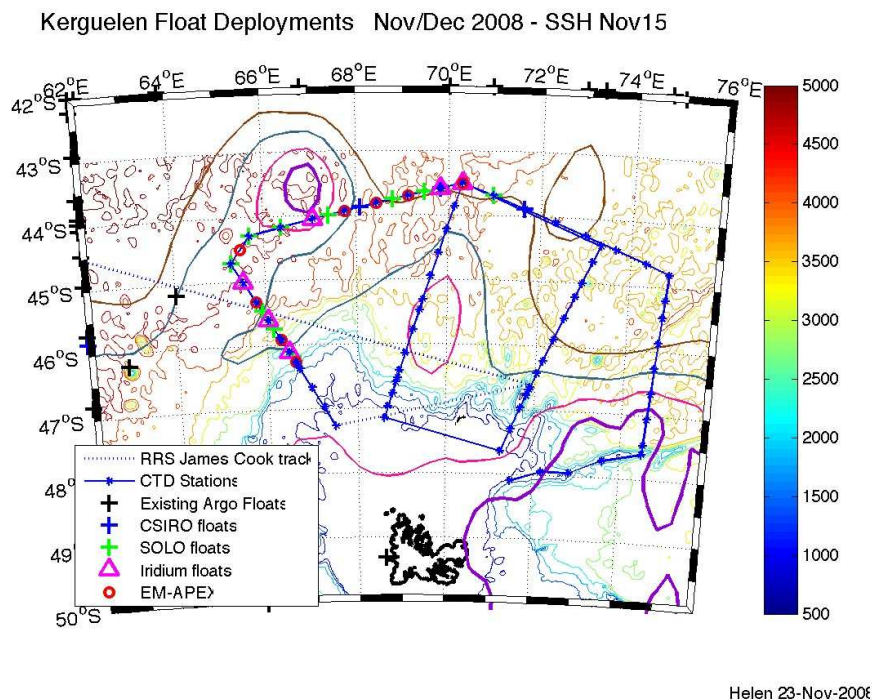 Kerguelen Float Deployments Nov/Dec 2008 - SSH Nov15
62°E 64°E 66°E 68°E 70°E 72°E 74°E 76°E
42°S
43°S
44°S
45°S
46°S
47°S
48°S
49°
50°S
5000
4500
4000
3500
3000
2500
2000
1500
1000
500
RRS James Cook track
CTD Stations
Existing Argo Floats
CSIRO floats
SOLO floats
Iridium floats
EM-APEX
Helen 23-Nov-2008